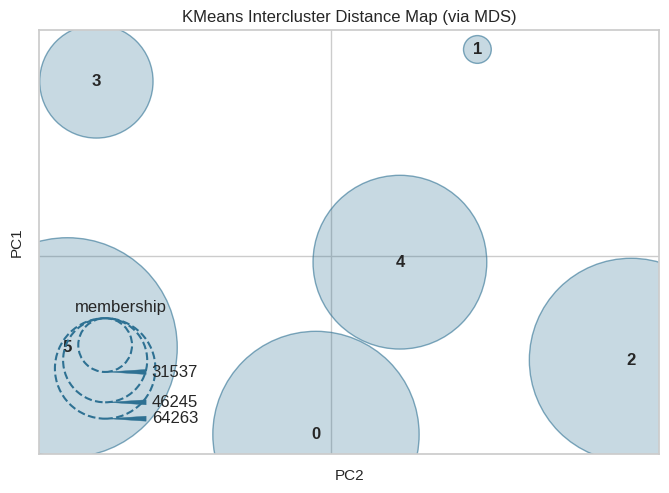 KMeans Intercluster Distance Map (via MDS)
1
3
PC1
4
membership
5
2
31537
46245
64263
0
PC2